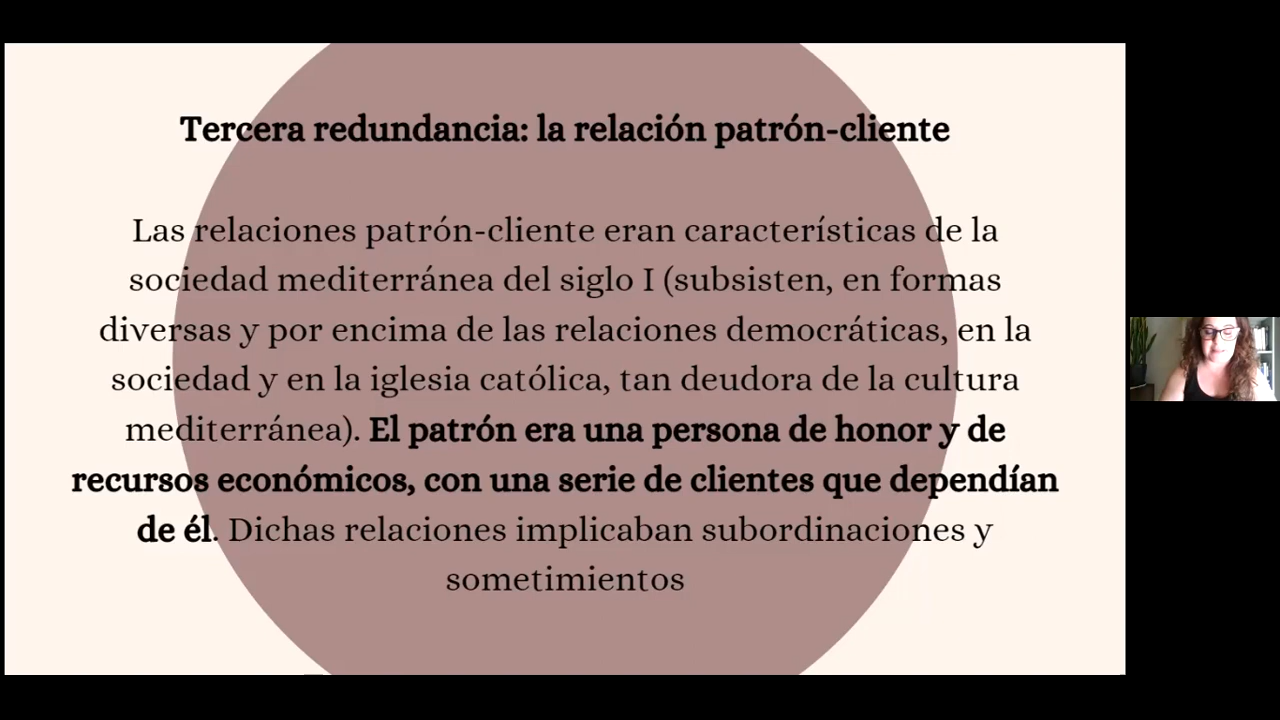 Tercera redundancia: la relación patrón-cliente
Las relaciones patrón-cliente eran características de la
sociedad mediterránea del siglo I (subsisten, en formas
diversas y por encima de las relaciones democráticas, en la
sociedad y en la iglesia católica, tan deudora de la cultura
mediterránea). El patrón era una persona de honor y de
recursos económicos, con una serie de clientes que dependían
de él. Dichas relaciones implicaban subordinaciones y
sometimientos